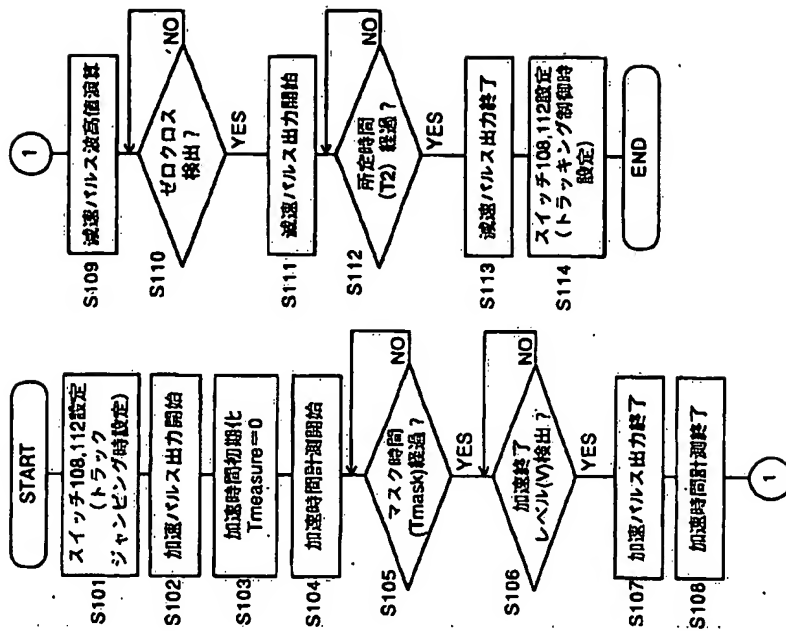 START
S101
スイッチ108,112設定
(トラック
ジャンピング時設定)
S102
加速パルス出力開始
S103
加速時間初期化
Tmeasure=0
S104
加速時間計測開始
S105
マスク時間
(Tmask)経過?
NO
YES
S106
加速終了
レベル(V)検出?
NO
YES
S107
加速パルス出力終了
S108
加速時間計測終了
1
1
S109
減速パルス波高値演算
S110
ゼロクロス
検出?
NO
YES
S111
減速パルス出力開始
S112
所定時間
(T2) 経過?
NO
YES
S113
減速パルス出力終了
S114
スイッチ108,112設定
(トラッキング制御時
設定)
END